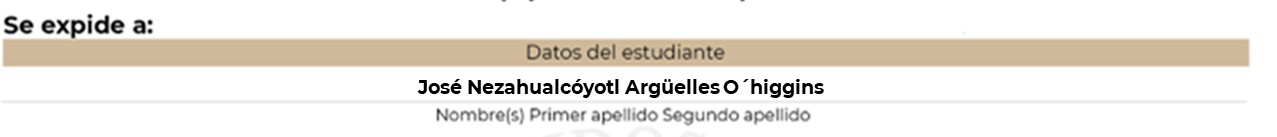 Se expide a:
Datos del estudiante
José Nezahualcóyotl Argüelles O´higgins
Nombre(s) Primer apellido Segundo apellido